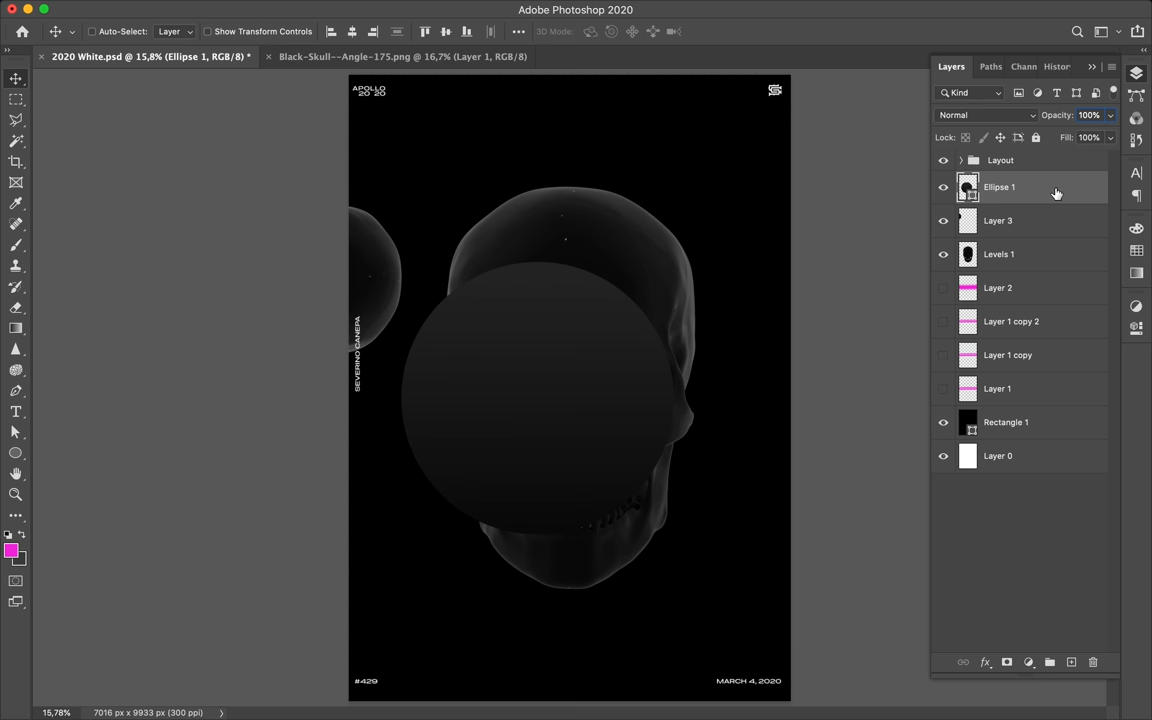 Adobe Photoshop 2020
Auto-Select:
Layer
Show Transform Controls
3D Mode:
2020 White.psd @ 15,8% (Ellipse 1, RGB/8) *
Black-Skull--Angle-175.png @ 16,7% (Layer 1, RGB/8)
Layers
Paths
Chann
Histor
Kind
Normal
Opacity:
100%
Lock:
Fill:
100%
Layout
Ellipse 1
Layer 3
Levels 1
Layer 2
Layer 1 copy 2
Layer 1 copy
Layer 1
Rectangle 1
Layer 0
APOLLO
20 20
SEVERINO CANEPA
#429
MARCH 4, 2020
15,78%
7016 px x 9933 px (300 ppi)